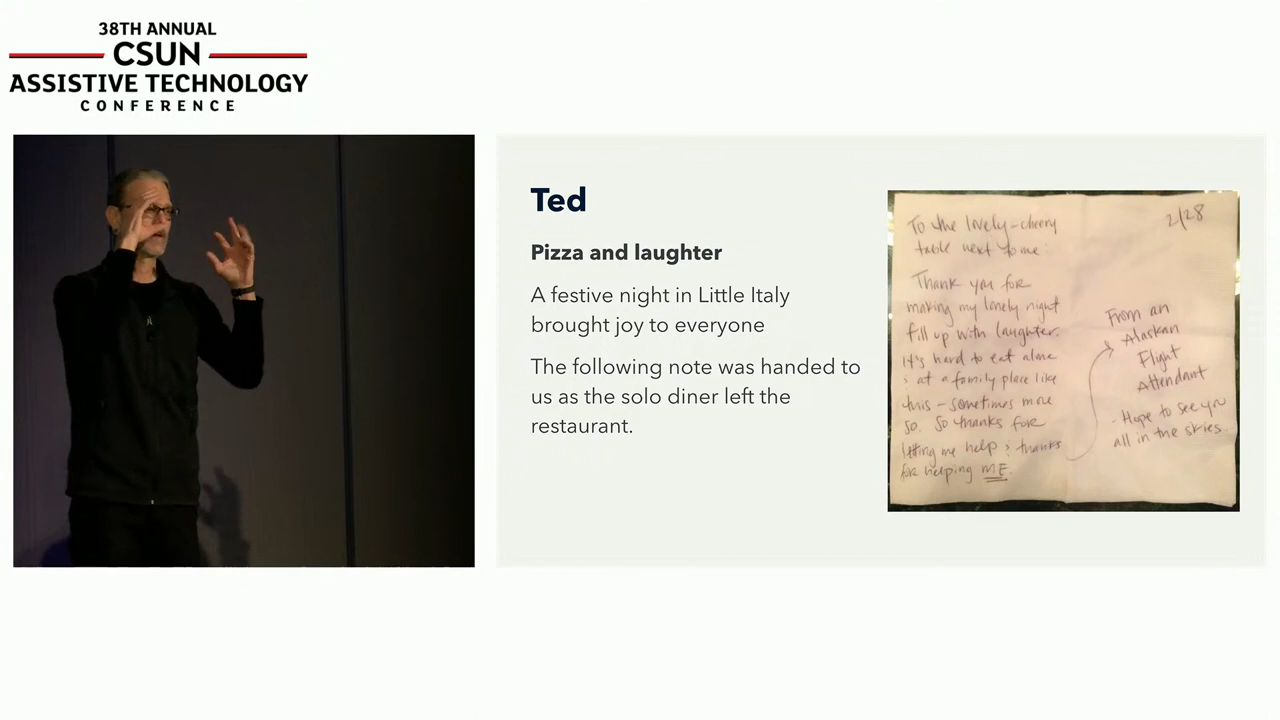 38TH ANNUAL
CSUN
ASSISTIVE TECHNOLOGY
CONFERENCE
Ted
Pizza and laughter
A festive night in Little Italy
brought joy to everyone
The following note was handed to
us as the solo diner left the
restaurant.
2/28
To the lovely-cheery
table next to me:
Thank you for
making my lonely night
fill up with laughter.
It's hard to eat alone
; at a family place like
this - sometimes more
so. So thanks for
letting me help ; thanks
for helping ME.
From an
Alaskan
Flight
Attendant
- Hope to see you
all in the skies.